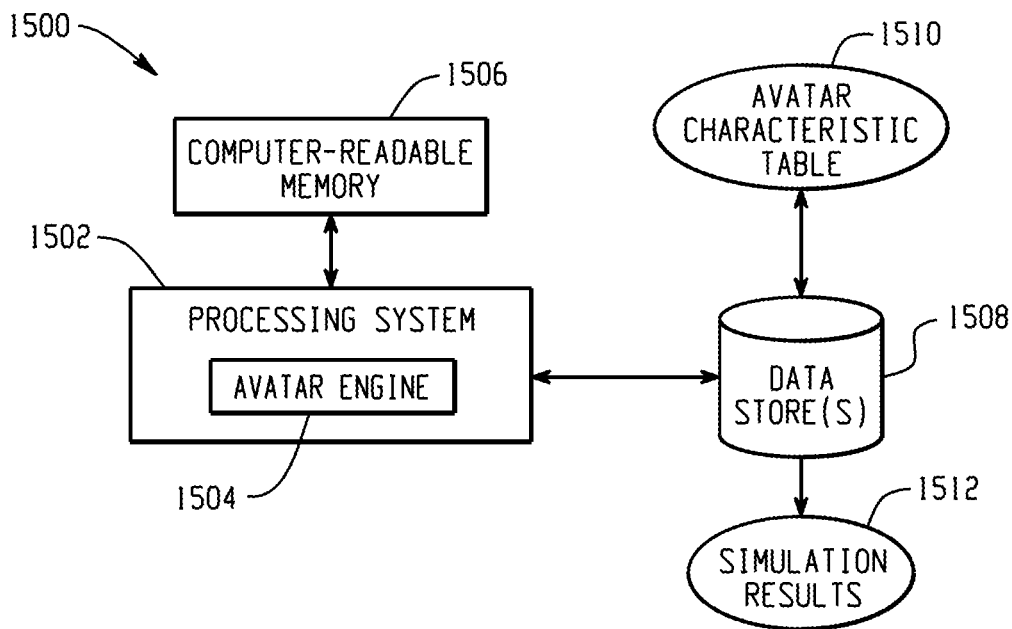 1500
1506
COMPUTER-READABLE
MEMORY
1510
AVATAR
CHARACTERISTIC
TABLE
1502
PROCESSING SYSTEM
AVATAR ENGINE
1504
1508
DATA
STORE(S)
1512
SIMULATION
RESULTS